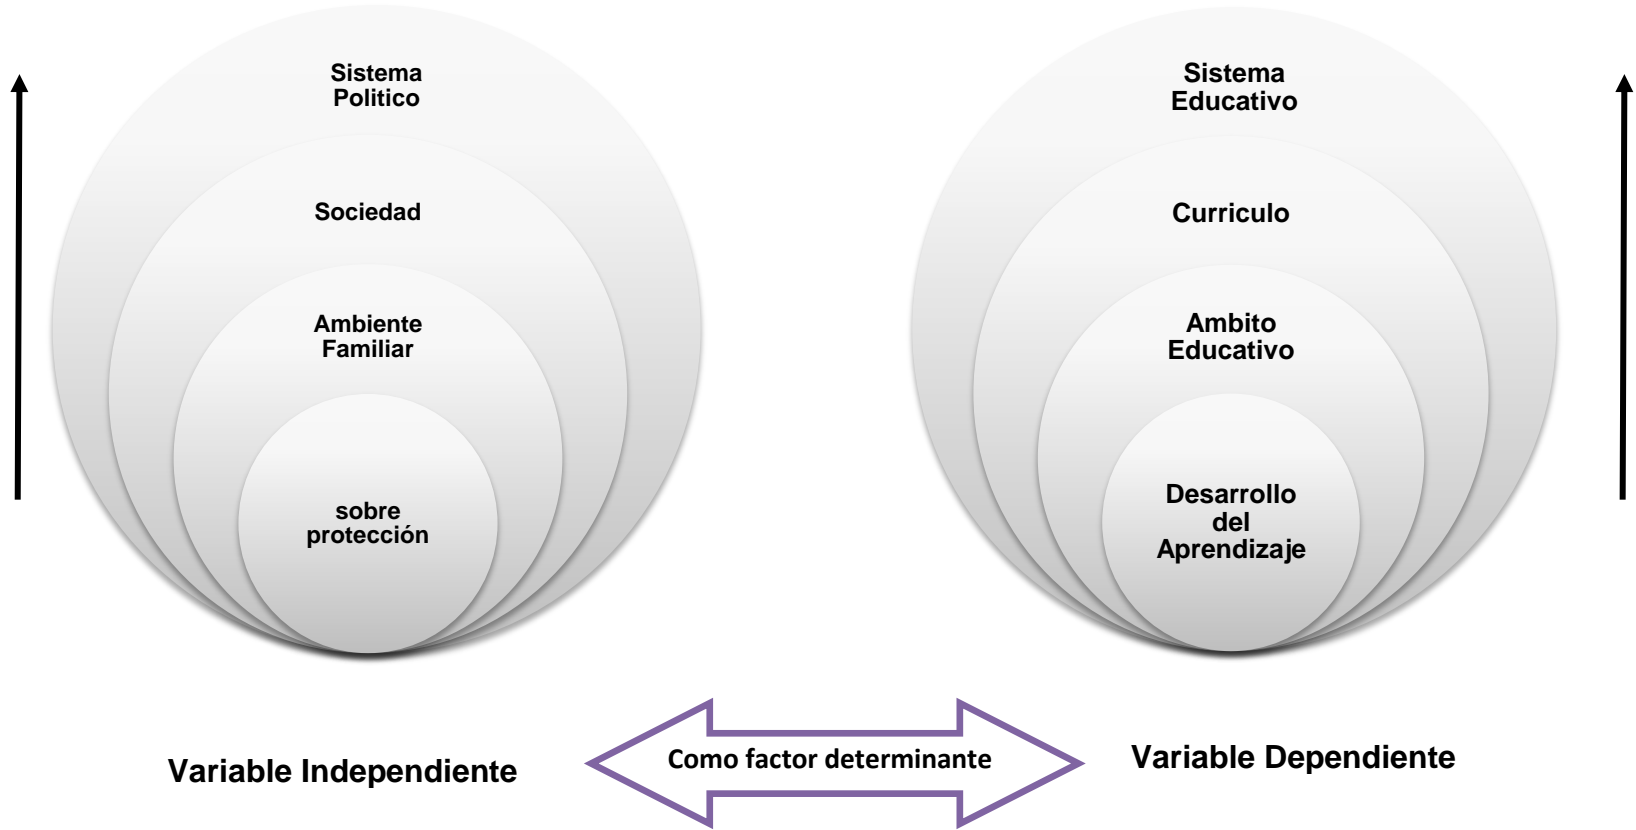 Sistema
Politico
Sociedad
Ambiente
Familiar
sobre
protección
Sistema
Educativo
Curriculo
Ambito
Educativo
Desarrollo
del
Aprendizaje
Variable Independiente
Como factor determinante
Variable Dependiente